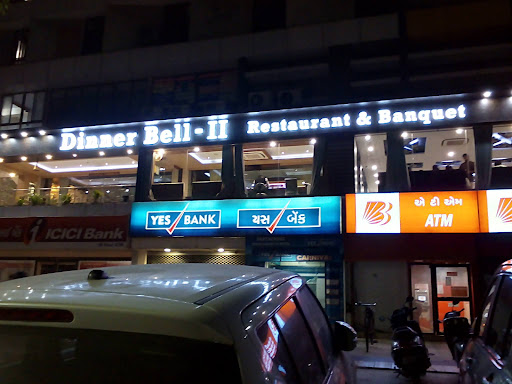 Dinner Bell - II Restaurant & Banquet
YES BANK યસ બેંક
એ ટી એમ
ATM
ICICI Bank